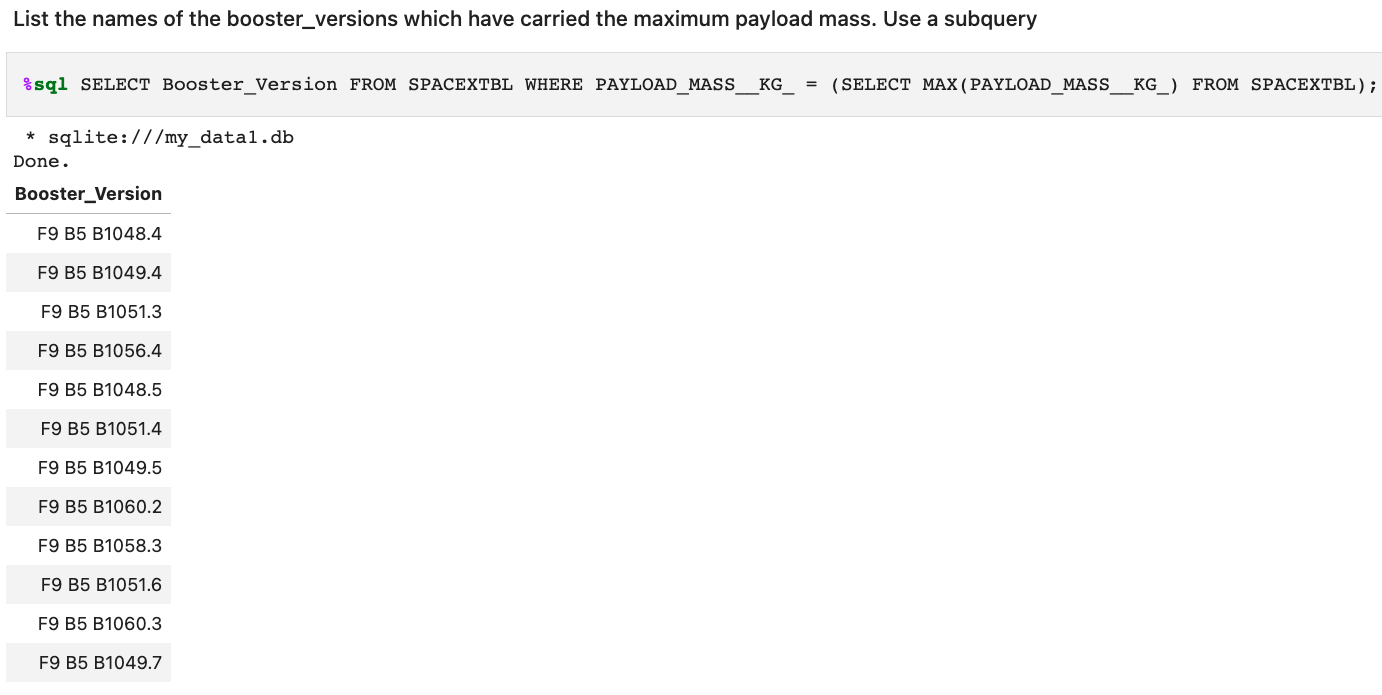 List the names of the booster_versions which have carried the maximum payload mass. Use a subquery
%sql SELECT Booster_Version FROM SPACEXTBL WHERE PAYLOAD_MASS__KG_ = (SELECT MAX(PAYLOAD_MASS__KG_) FROM SPACEXTBL);
* sqlite:///my_data1.db
Done.
Booster_Version
F9 B5 B1048.4
F9 B5 B1049.4
F9 B5 B1051.3
F9 B5 B1056.4
F9 B5 B1048.5
F9 B5 B1051.4
F9 B5 B1049.5
F9 B5 B1060.2
F9 B5 B1058.3
F9 B5 B1051.6
F9 B5 B1060.3
F9 B5 B1049.7